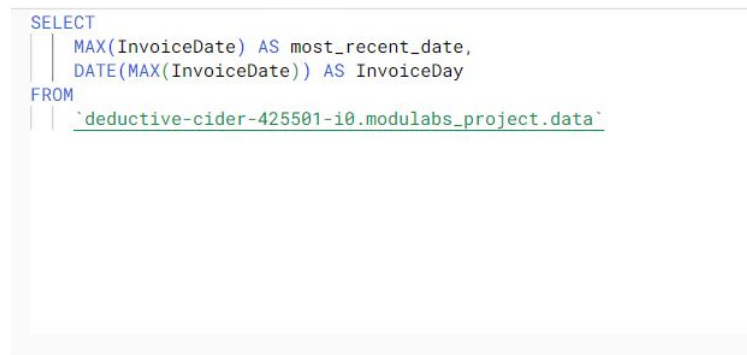 SELECT
MAX(InvoiceDate) AS most_recent_date,
DATE(MAX(InvoiceDate)) AS InvoiceDay
FROM
`deductive-cider-425501-i0.modulabs_project.data`